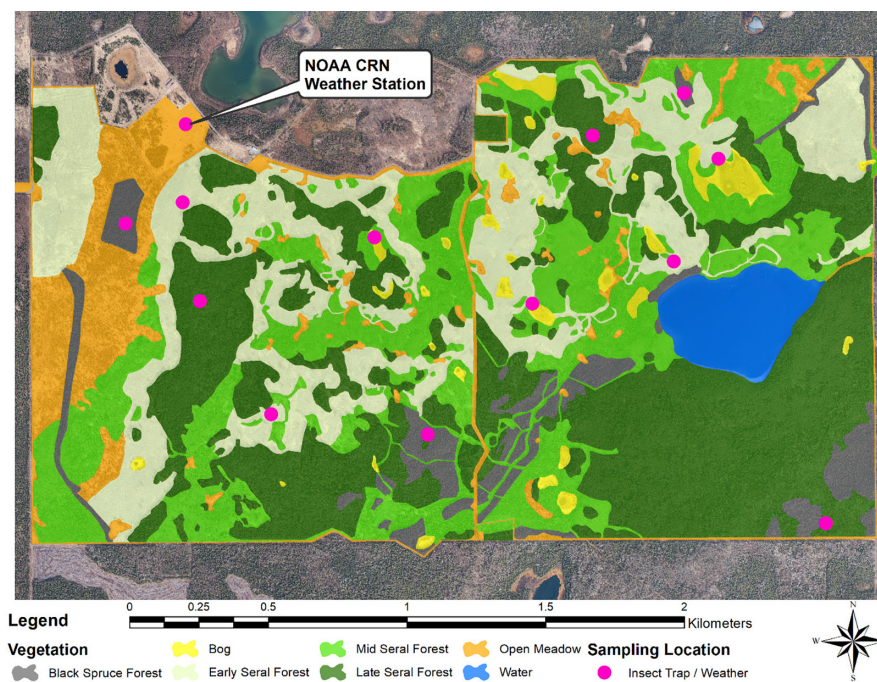 NOAA CRN
Weather Station
N
W
E
S
Legend
0 0.25 0.5 1 1.5 2
Kilometers
Vegetation
Bog
Mid Seral Forest
Open Meadow
Sampling Location
Black Spruce Forest
Early Seral Forest
Late Seral Forest
Water
Insect Trap / Weather